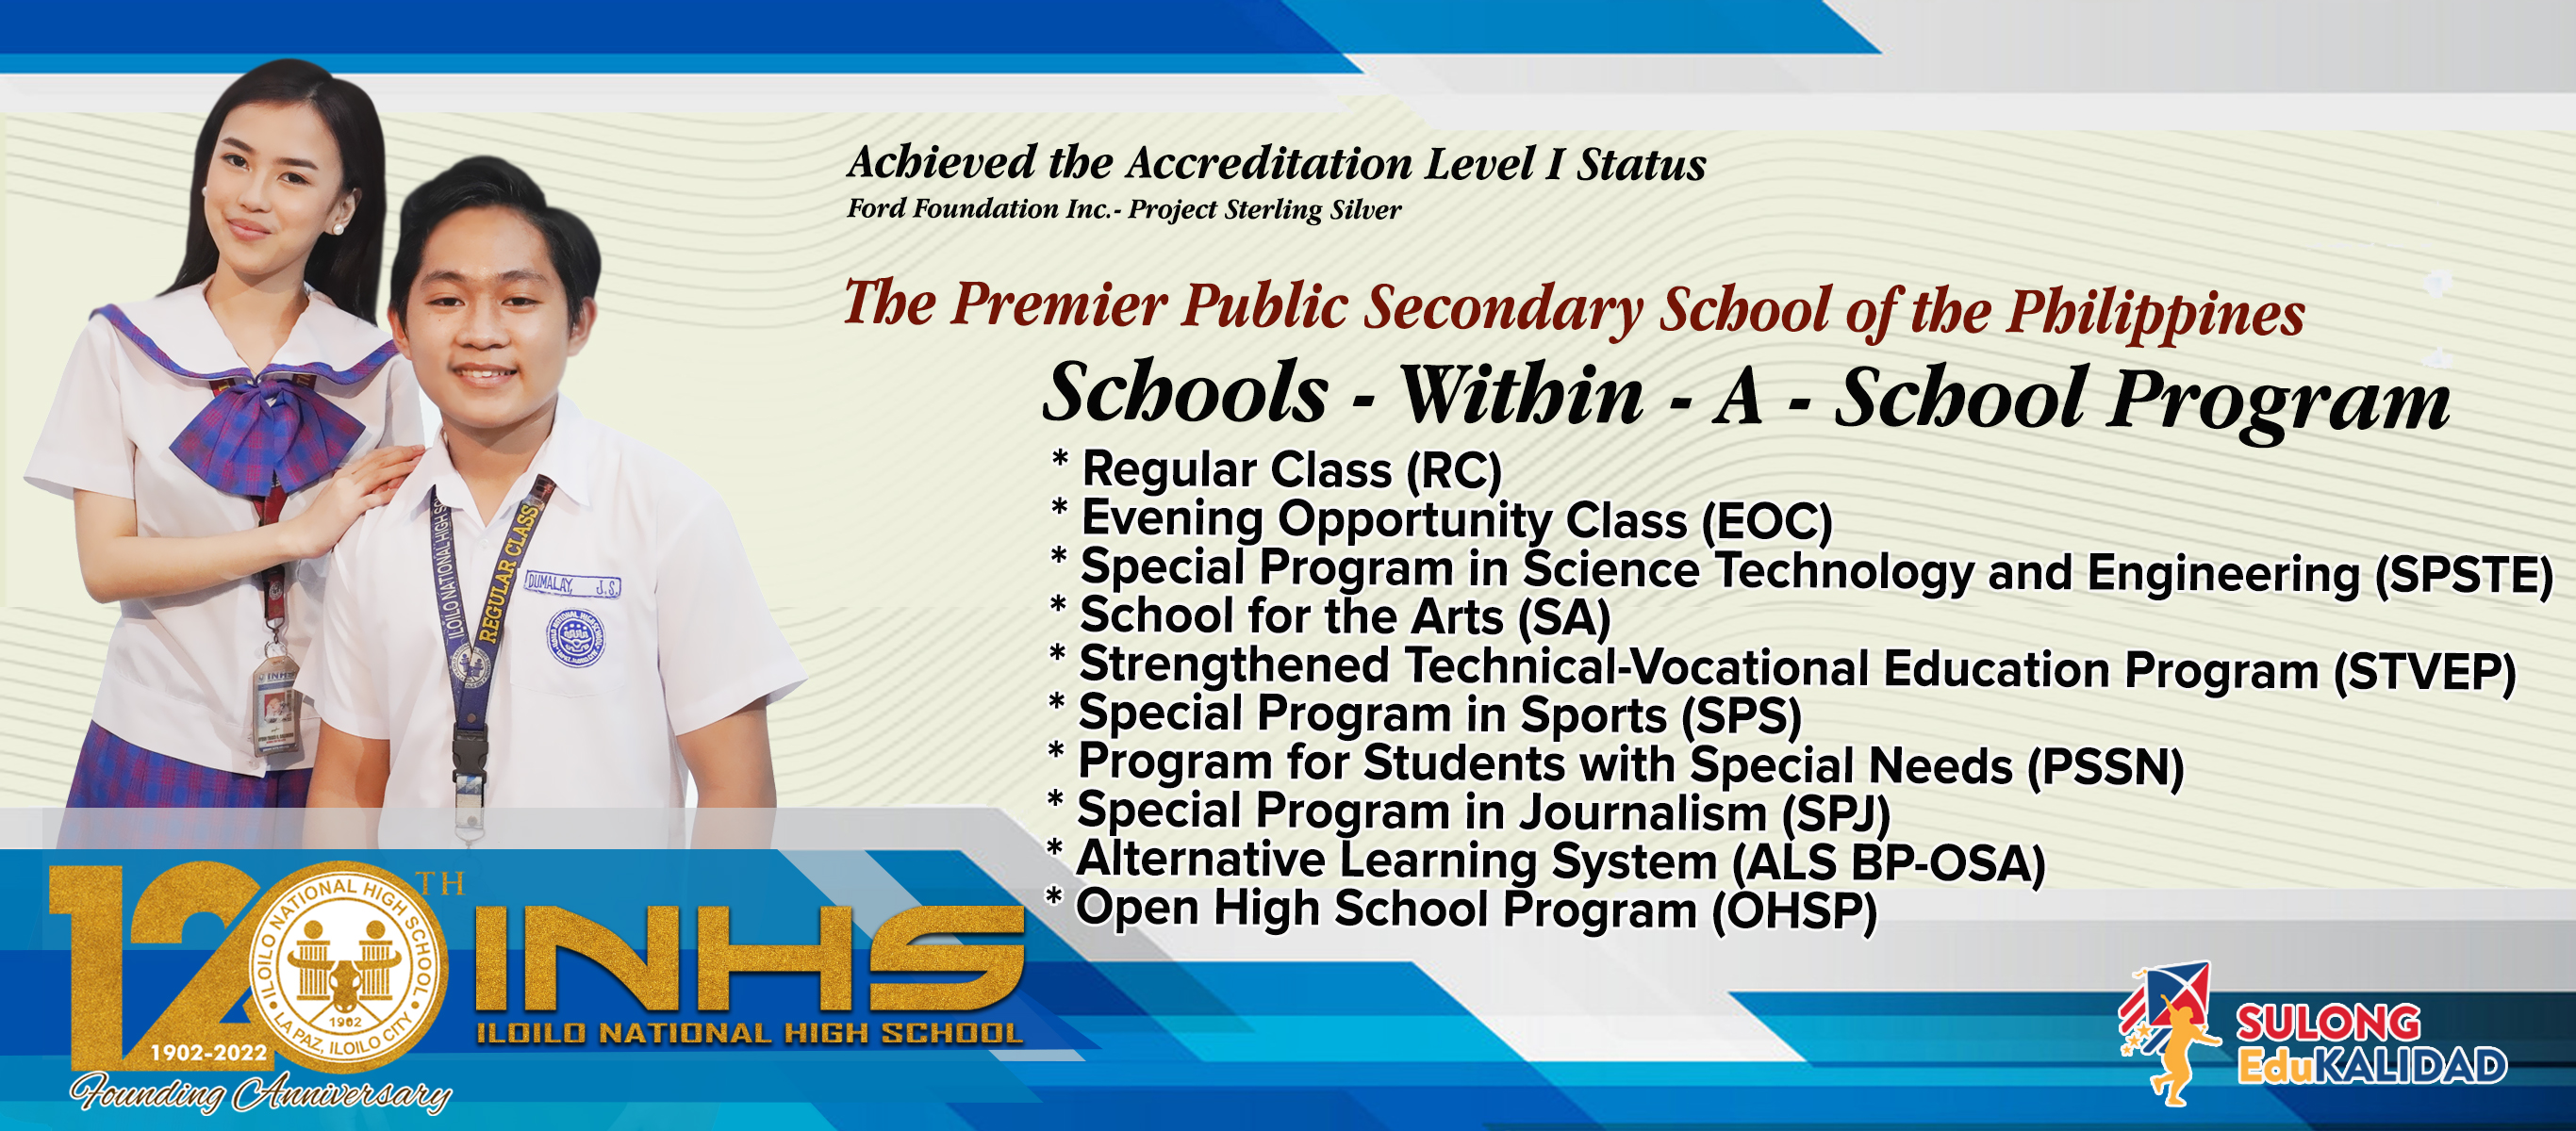 Achieved the Accreditation Level I Status
Ford Foundation Inc.- Project Sterling Silver
The Premier Public Secondary School of the Philippines
Schools - Within - A - School Program
* Regular Class (RC)
* Evening Opportunity Class (EOC)
* Special Program in Science Technology and Engineering (SPSTE)
* School for the Arts (SA)
* Strengthened Technical-Vocational Education Program (STVEP)
* Special Program in Sports (SPS)
* Program for Students with Special Needs (PSSN)
* Special Program in Journalism (SPJ)
* Alternative Learning System (ALS BP-OSA)
* Open High School Program (OHSP)
ILOILO NATIONAL HIGH SC
REGULAR CLASS
DUMALAY, J.S.
INHS
120TH
ILOILO NATIONAL HIGH SCHOOL
1902
LA PAZ, ILOILO CITY
1902-2022
Founding Anniversary
INHS
ILOILO NATIONAL HIGH SCHOOL
SULONG
EduKALIDAD